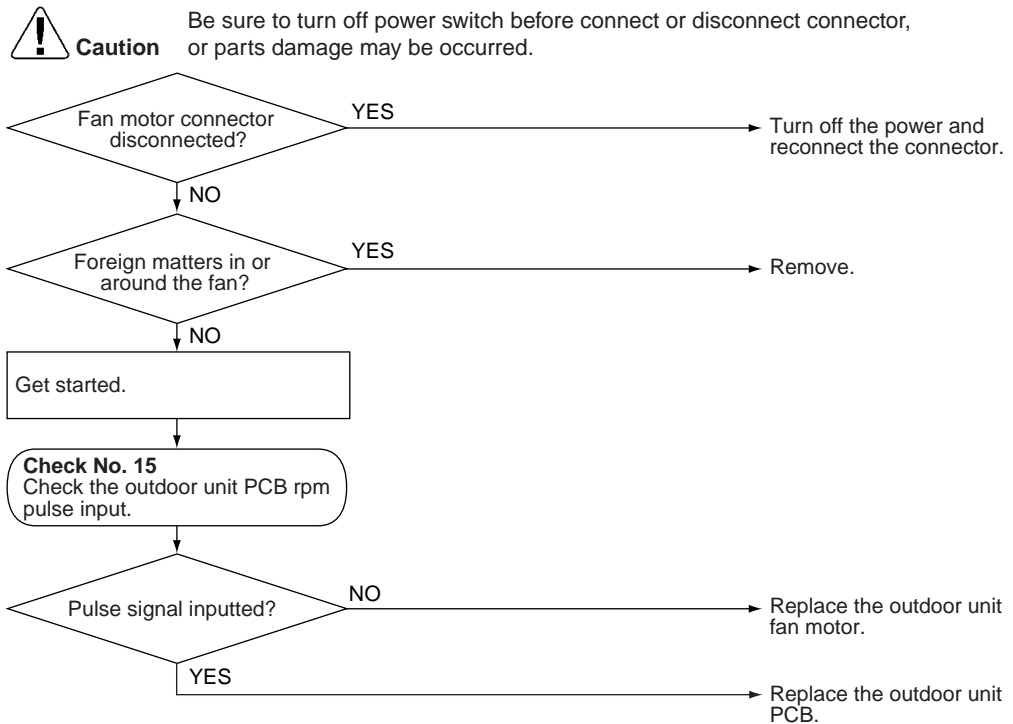 Caution
Be sure to turn off power switch before connect or disconnect connector,
or parts damage may be occurred.
Fan motor connector
disconnected?
YES
Turn off the power and
reconnect the connector.
NO
Foreign matters in or
around the fan?
YES
Remove.
NO
Get started.
Check No. 15
Check the outdoor unit PCB rpm
pulse input.
Pulse signal inputted?
NO
Replace the outdoor unit
fan motor.
YES
Replace the outdoor unit
PCB.